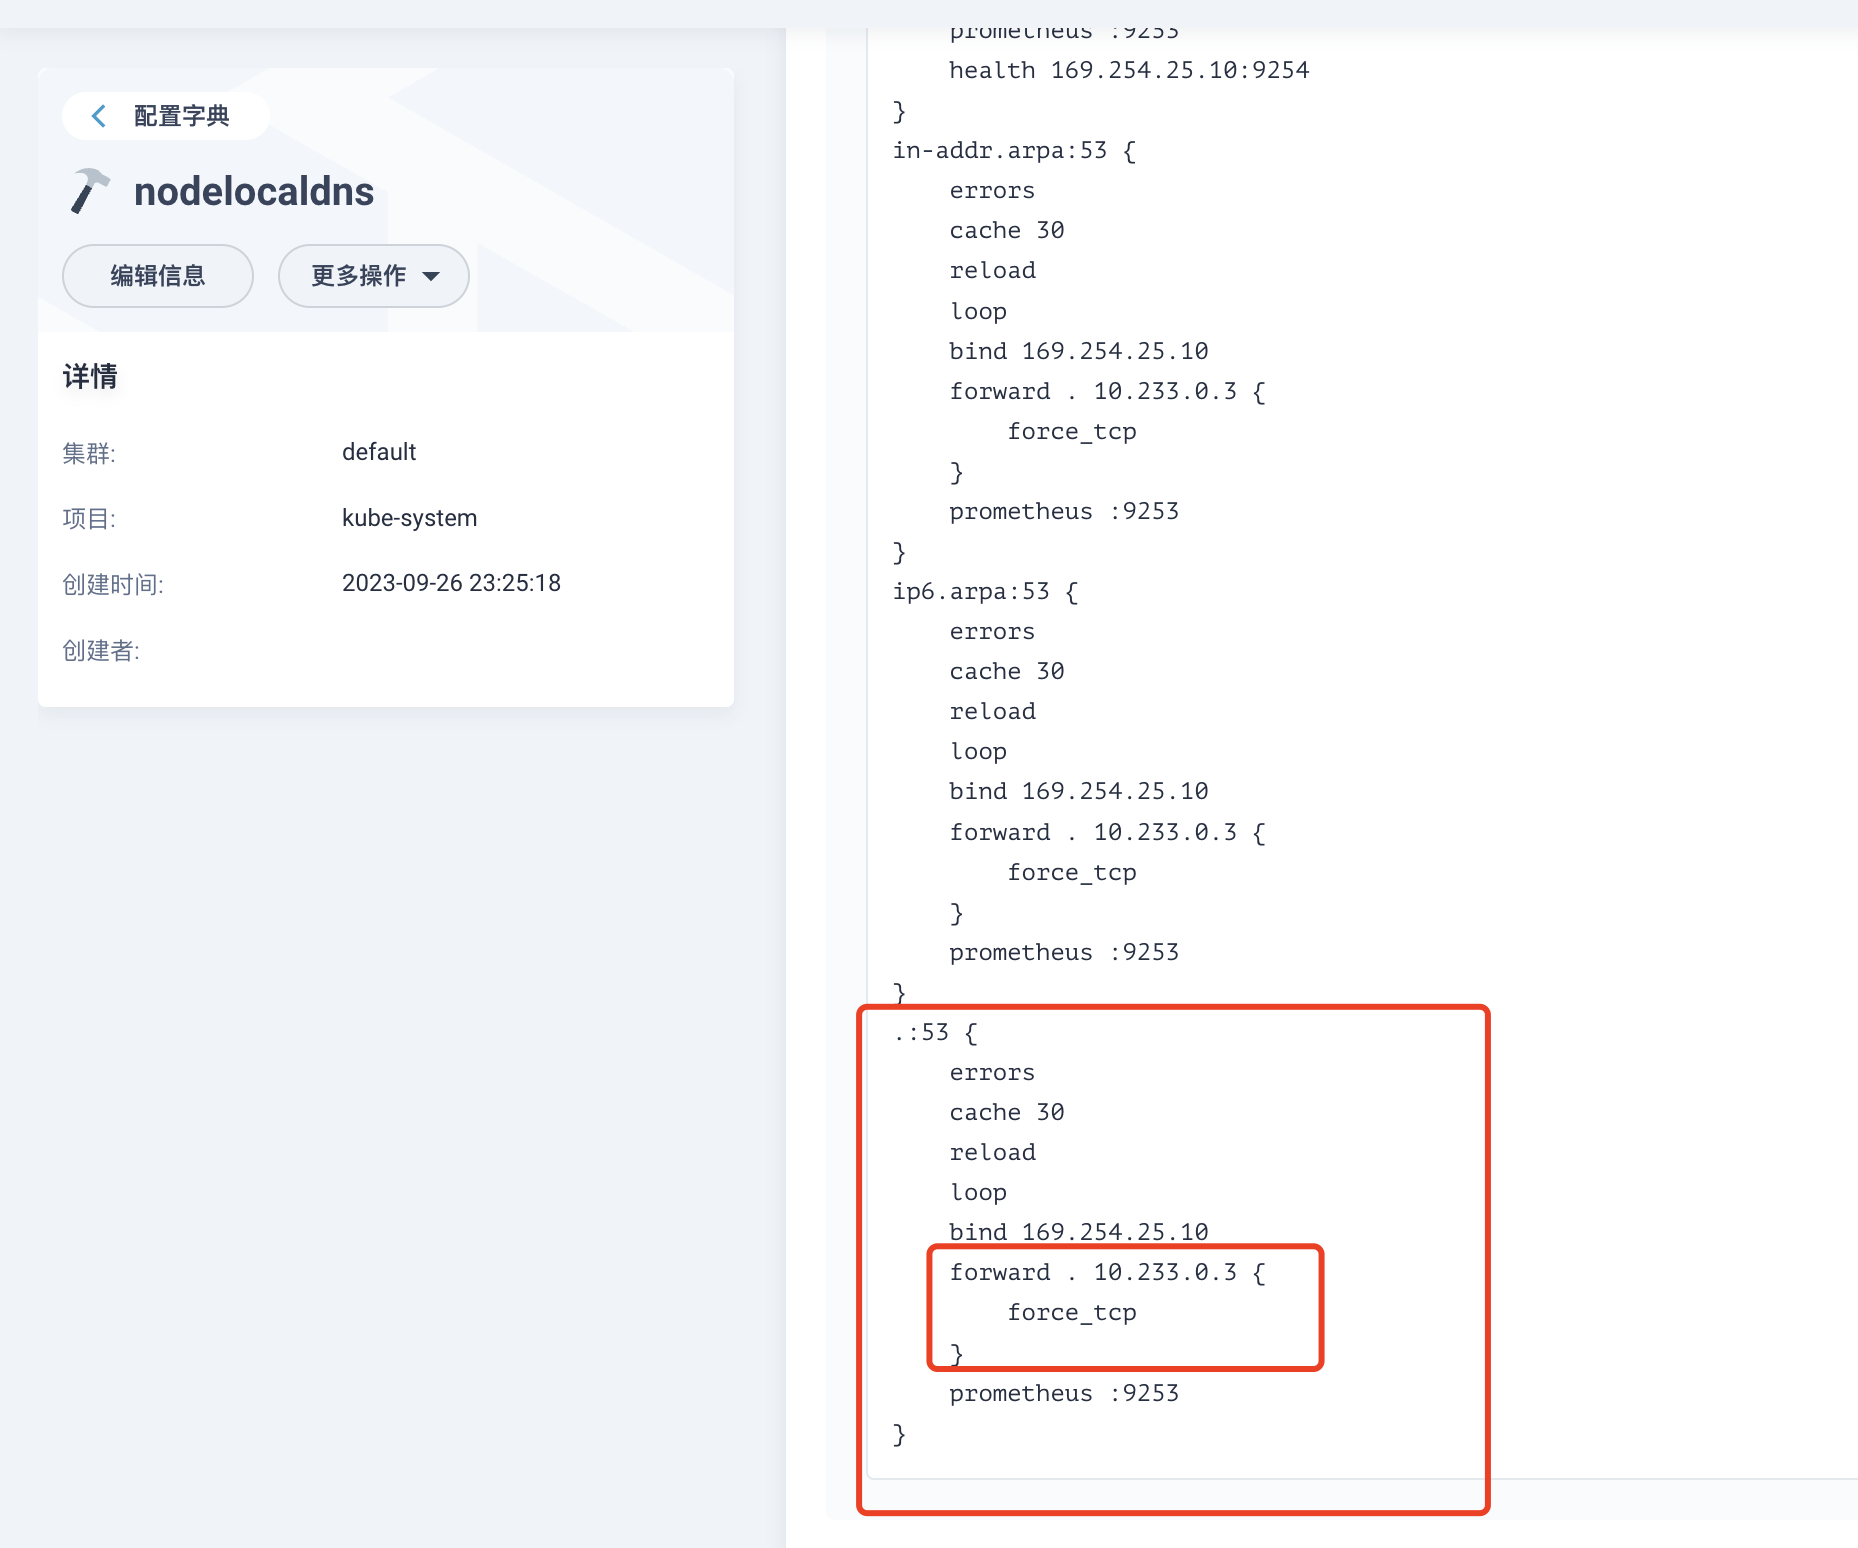 配置字典
nodelocaldns
编辑信息
更多操作
详情
集群: default
项目: kube-system
创建时间: 2023-09-26 23:25:18
创建者:
prometheus :9253
health 169.254.25.10:9254
}
in-addr.arpa:53 {
errors
cache 30
reload
loop
bind 169.254.25.10
forward . 10.233.0.3 {
force_tcp
}
prometheus :9253
}
ip6.arpa:53 {
errors
cache 30
reload
loop
bind 169.254.25.10
forward . 10.233.0.3 {
force_tcp
}
prometheus :9253
}
.:53 {
errors
cache 30
reload
loop
bind 169.254.25.10
forward . 10.233.0.3 {
force_tcp
}
prometheus :9253
}